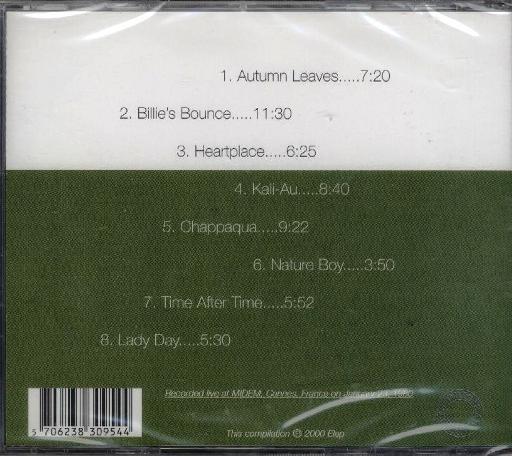 1. Autumn Leaves.....7:20
2. Billie's Bounce.....11:30
3. Heartplace.....6:25
4. Kali-Au.....8:40
5. Chappaqua.....9:22
6. Nature Boy.....3:50
7. Time After Time.....5:52
8. Lady Day.....5:30
Recorded live at MIDEM, Cannes, France on January
5 706238 309544
This compilation © 2000 Elap